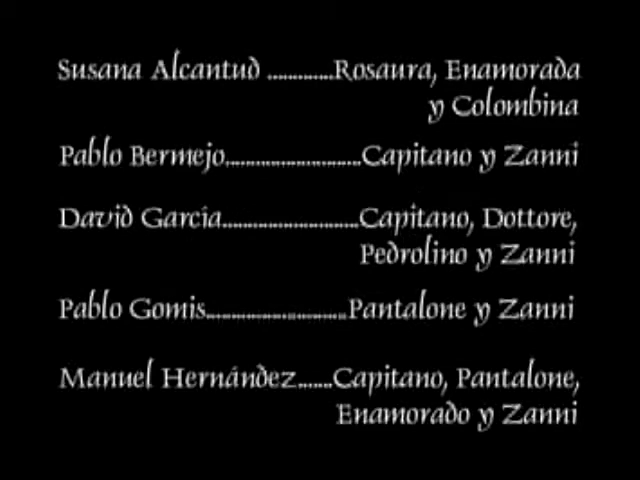 Susana Alcantud .............Rosaura, Enamorada
y Colombina
Pablo Bermejo...........................Capitano y Zanni
David García...........................Capitano, Dottore,
Pedrolino y Zanni
Pablo Gomis............................Pantalone y Zanni
Manuel Hernández.......Capitano, Pantalone,
Enamorado y Zanni